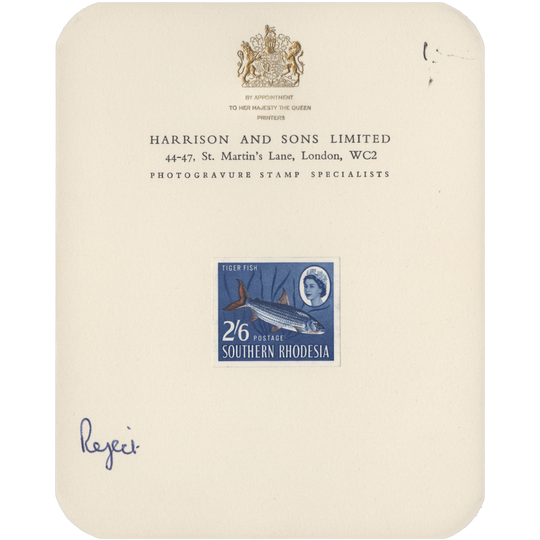 BY APPOINTMENT
TO HER MAJESTY THE QUEEN
PRINTERS
HARRISON AND SONS LIMITED
44-47, St. Martin's Lane, London, WC2
PHOTOGRAVURE STAMP SPECIALISTS
TIGER FISH
2/6 POSTAGE
SOUTHERN RHODESIA
Reject